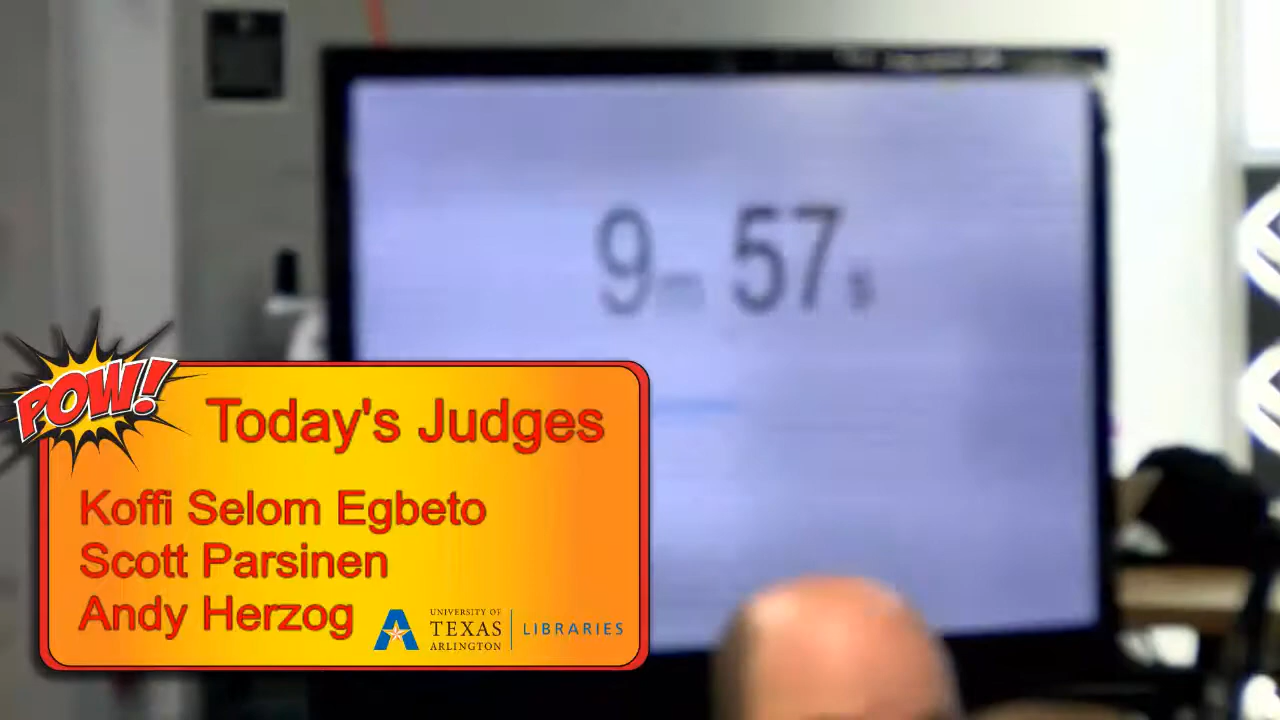 9m 57s
POW!
Today's Judges
Koffi Selom Egbeto
Scott Parsinen
Andy Herzog
UNIVERSITY OF
TEXAS
ARLINGTON
LIBRARIES